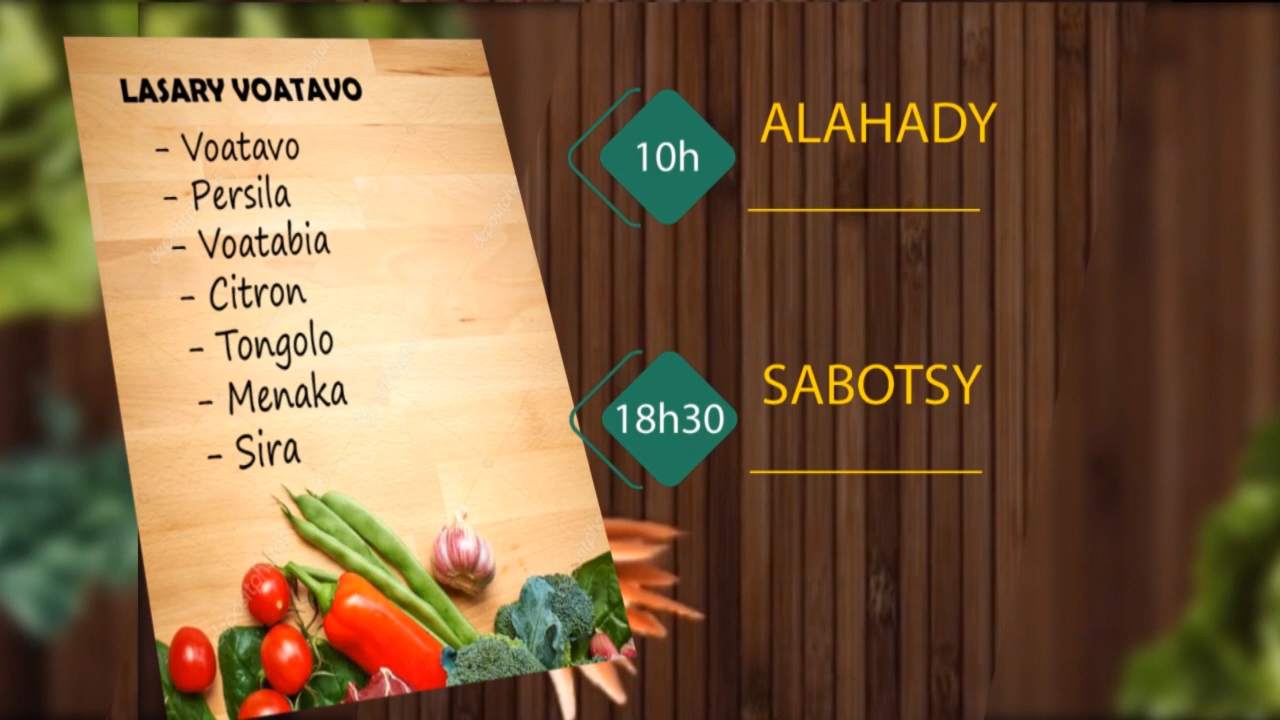 LASARY VOATAVO
- Voatavo
- Persila
- Voatabia
- Citron
- Tongolo
- Menaka
- Sira
10h
ALAHADY
18h30
SABOTSY